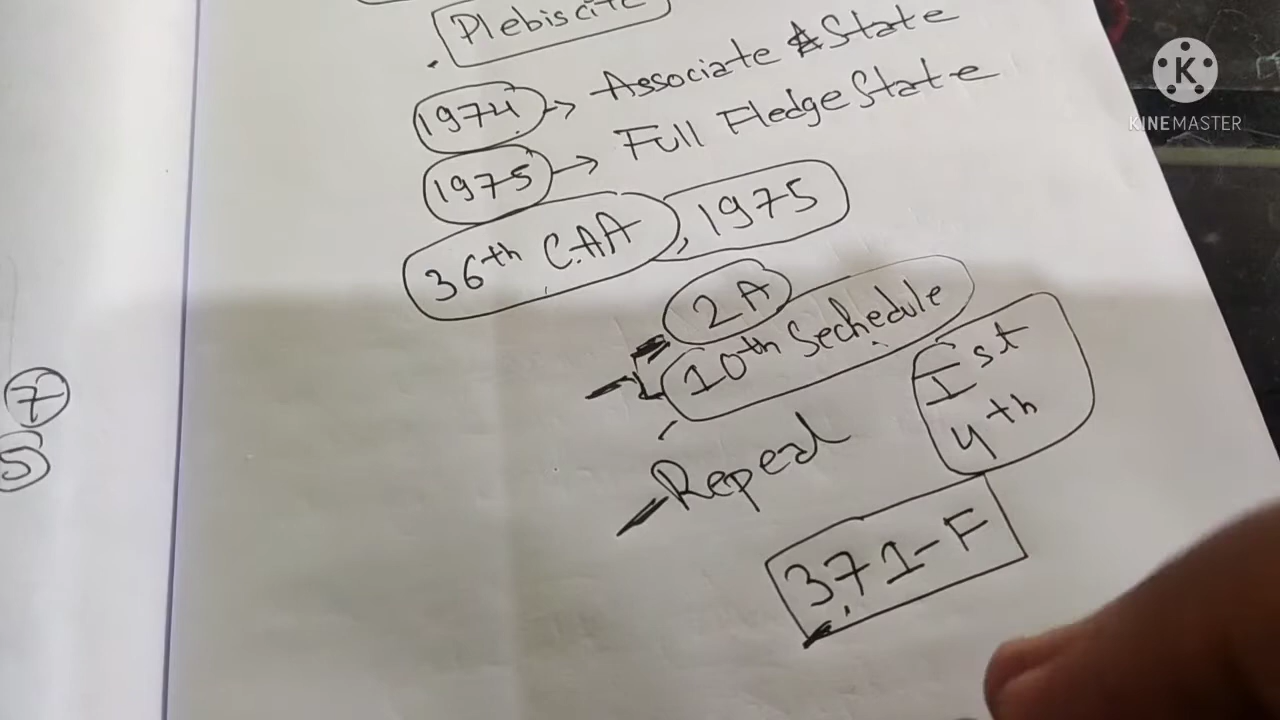 Plebiscite
1974 → Associate State
1975 → Full Fledge State
36th C.AA, 1975
2A
10th Sechedule
Ist
4th
Repeal
371-F
7
5
K
KINEMASTER